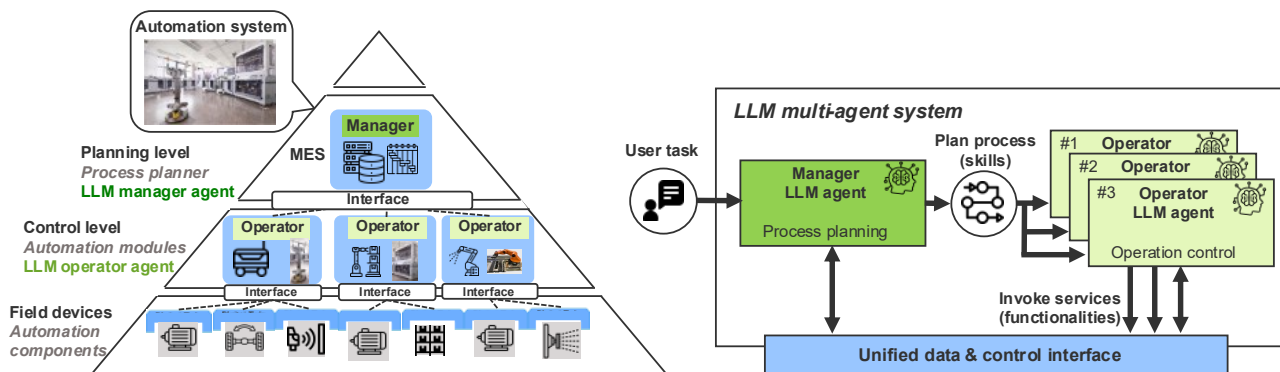 Automation system
Manager
MES
Planning level
Process planner
LLM manager agent
Interface
Operator
Operator
Operator
Control level
Automation modules
LLM operator agent
Interface
Interface
Interface
Field devices
Automation
components
LLM multi-agent system
User task
Manager
LLM agent
Process planning
Plan process
(skills)
#1 Operator
#2 Operator
#3 Operator
LLM agent
Operation control
Invoke services
(functionalities)
Unified data & control interface